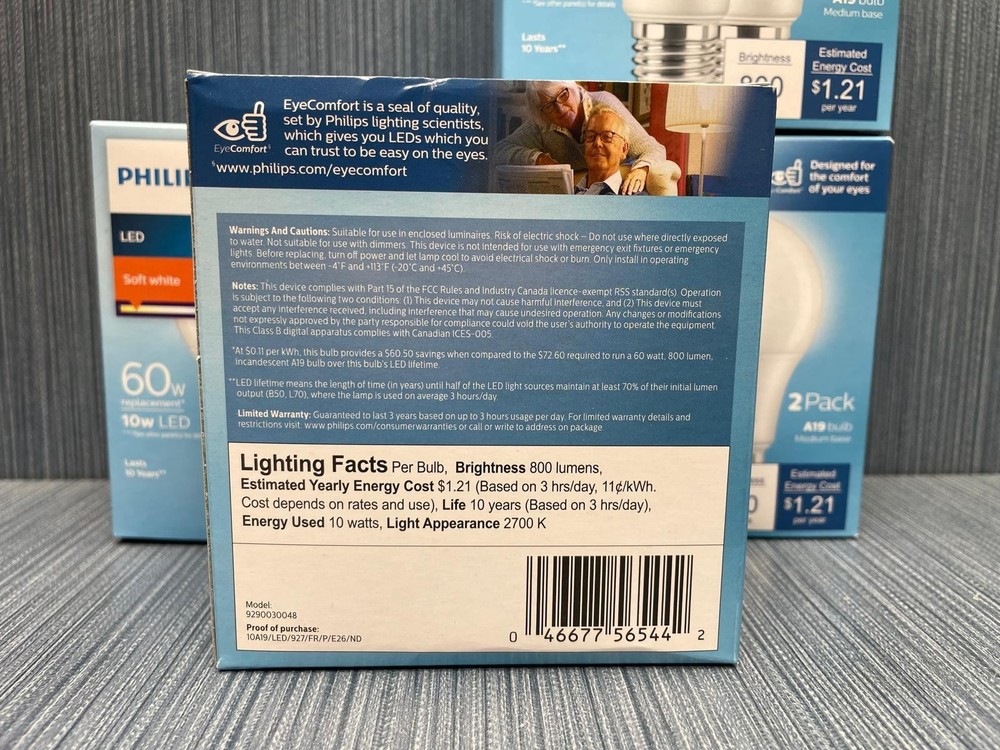 ***See other panel(s) for details
A19 bulb
Medium base
Lasts
10 Years**
Brightness
860
Estimated
Energy Cost
$1.21
per year
EyeComfort is a seal of quality,
set by Philips lighting scientists,
which gives you LEDs which you
can trust to be easy on the eyes.
EyeComfort§
§www.philips.com/eyecomfort
Designed for
the comfort
of your eyes
PHILI
LED
Soft white
60W
replacement*
10W LED
Lasts
10 Years**
Warnings And Cautions: Suitable for use in enclosed luminaires. Risk of electric shock – Do not use where directly exposed
to water. Not suitable for use with dimmers. This device is not intended for use with emergency exit fixtures or emergency
lights. Before replacing, turn off power and let lamp cool to avoid electrical shock or burn. Only install in operating
environments between -4°F and +113°F (-20°C and +45°C).
Notes: This device complies with Part 15 of the FCC Rules and Industry Canada licence-exempt RSS standard(s). Operation
is subject to the following two conditions: (1) This device may not cause harmful interference, and (2) This device must
accept any interference received, including interference that may cause undesired operation. Any changes or modifications
not expressly approved by the party responsible for compliance could void the user's authority to operate the equipment.
This Class B digital apparatus complies with Canadian ICES-005.
*At $0.11 per kWh, this bulb provides a $60.50 savings when compared to the $72.60 required to run a 60 watt, 800 lumen,
incandescent A19 bulb over this bulb's LED lifetime.
**LED lifetime means the length of time (in years) until half of the LED light sources maintain at least 70% of their initial lumen
output (B50, L70), where the lamp is used on average 3 hours/day.
Limited Warranty: Guaranteed to last 3 years based on up to 3 hours usage per day. For limited warranty details and
restrictions visit: www.philips.com/consumerwarranties or call or write to address on package.
Lighting Facts Per Bulb, Brightness 800 lumens,
Estimated Yearly Energy Cost $1.21 (Based on 3 hrs/day, 11¢/kWh.
Cost depends on rates and use), Life 10 years (Based on 3 hrs/day),
Energy Used 10 watts, Light Appearance 2700 K
Model:
9290030048
Proof of purchase:
10A19/LED/927/FR/P/E26/ND
0 46677 56544 2
2 Pack
A19 bulb
Medium base
Estimated
Energy Cost
$1.21
per year